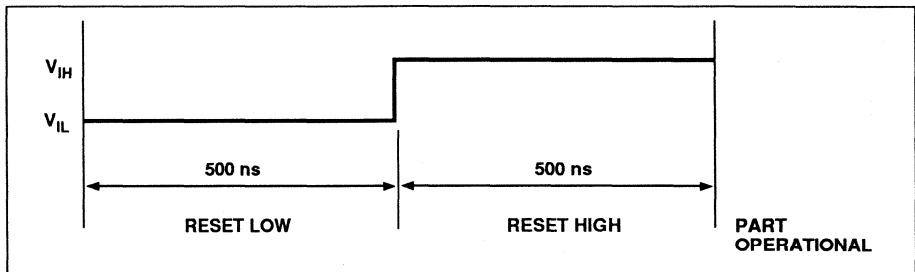 V_IH
V_IL
500 ns 500 ns
RESET LOW RESET HIGH PART
OPERATIONAL